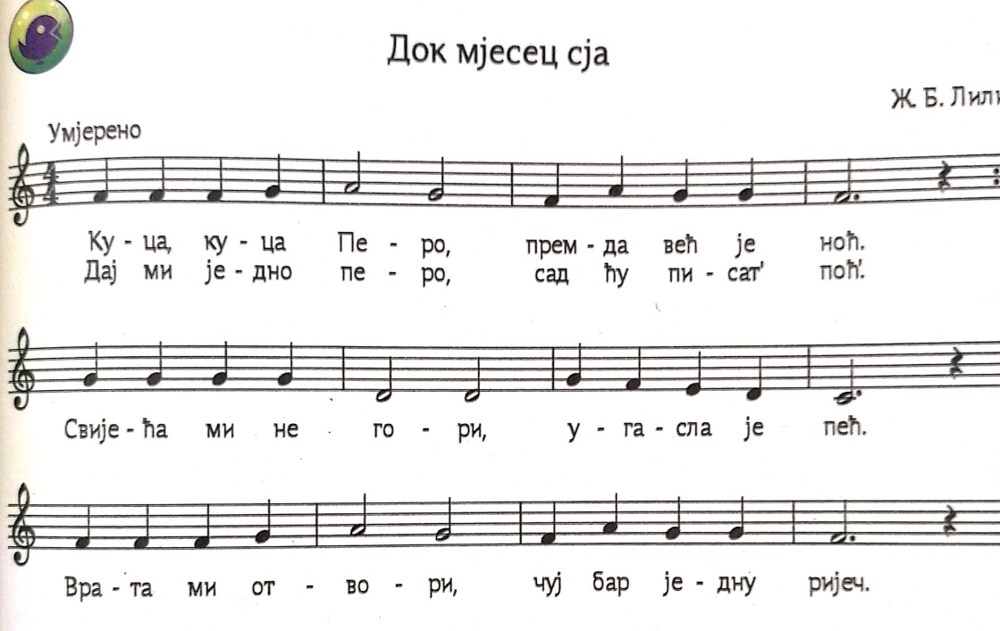 Док мјесец сја
Ж. Б. Лили
Умјерено
4
4
Ку - ца, ку - ца Пе - ро, прем - да већ је ноћ.
Дај ми је - дно пе - ро, сад ћу пи - сат' поћ'.
Свије - ћа ми не го - ри, у - га - сла је пећ.
Вра - та ми от - во - ри, чуј бар је - дну ријеч.